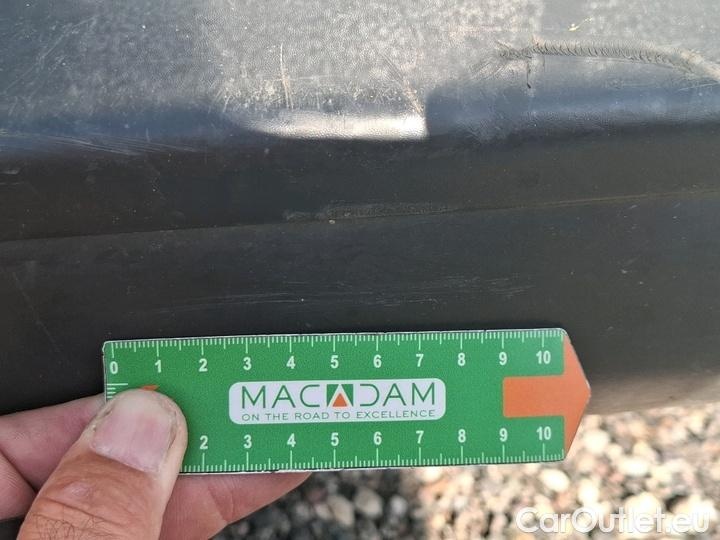 0 1 2 3 4 5 6 7 8 9 10
MACADAM
ON THE ROAD TO EXCELLENCE
2 3 4 5 6 7 8 9 10
CarOutlet.eu